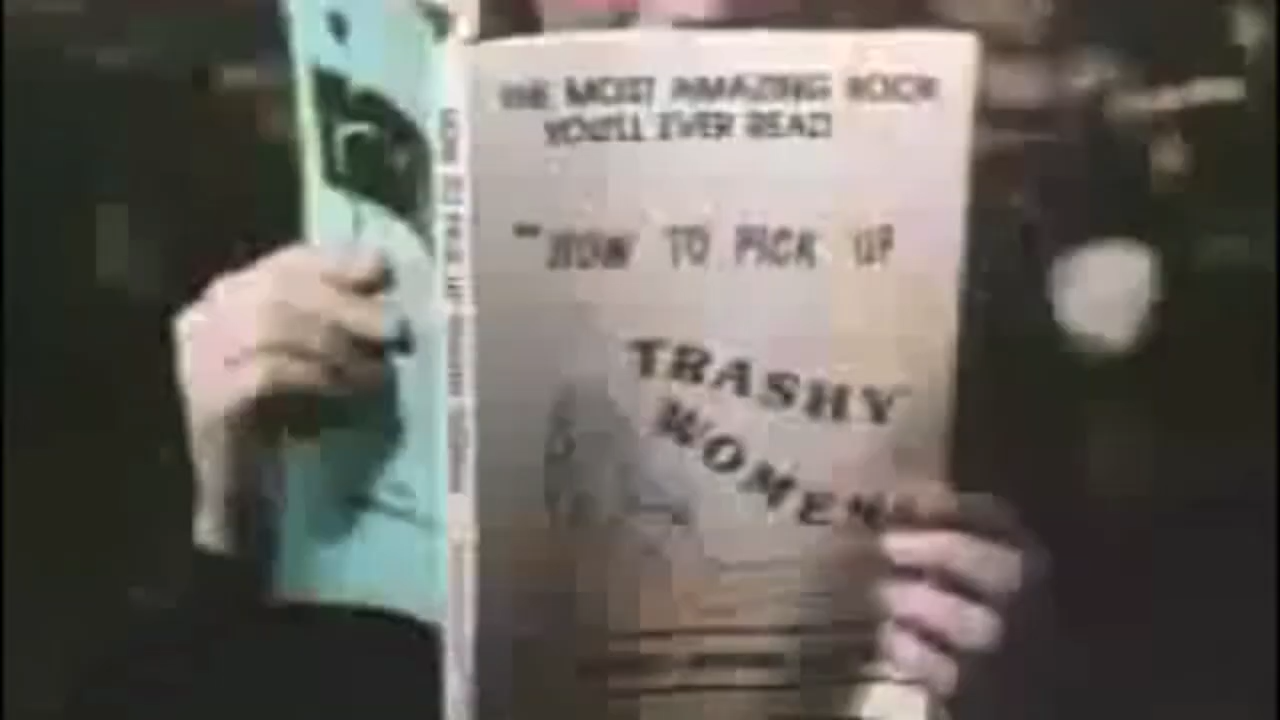 THE MOST AMAZING BOOK
YOU'LL EVER READ
"HOW TO PICK UP
TRASHY
WOMEN"